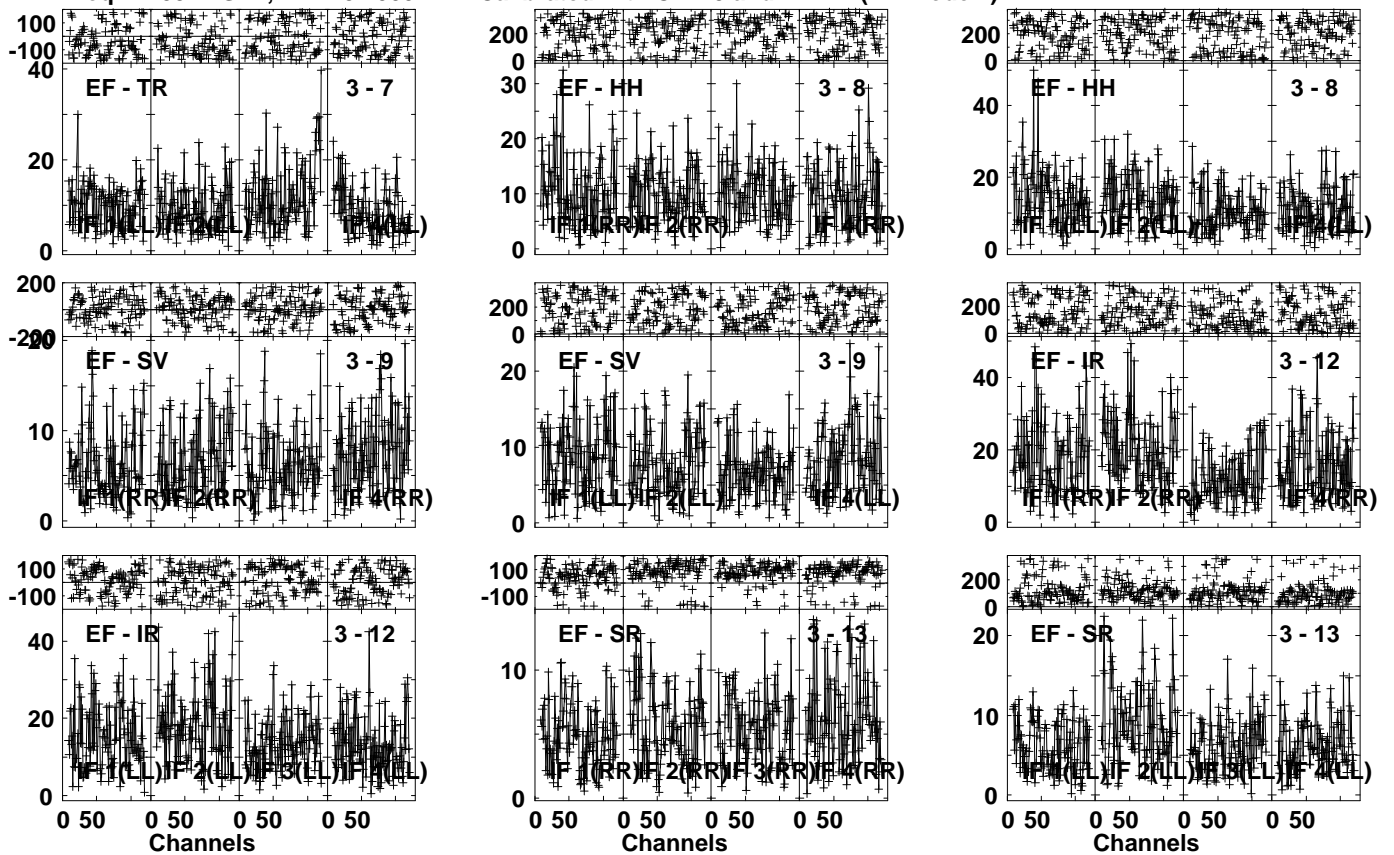 100
-100
40
20
0
EF - TR
3 - 7
IF 1(LL)
IF 2(LL)
IF 4(LL)
200
0
30
20
10
0
EF - HH
3 - 8
IF 1(RR)
IF 2(RR)
IF 4(RR)
200
0
40
20
0
EF - HH
3 - 8
IF 1(LL)
IF 2(LL)
IF 4(LL)
200
-200
20
10
0
EF - SV
3 - 9
IF 1(RR)
IF 2(RR)
IF 4(RR)
200
0
20
10
0
EF - SV
3 - 9
IF 1(LL)
IF 2(LL)
IF 4(LL)
200
0
40
20
0
EF - IR
3 - 12
IF 1(RR)
IF 2(RR)
IF 4(RR)
100
-100
40
20
0
EF - IR
3 - 12
IF 1(LL)
IF 2(LL)
IF 3(LL)
IF 4(LL)
0 50 0 50 0 50 0 50
Channels
100
-100
10
0
EF - SR
3 - 13
IF 1(RR)
IF 2(RR)
IF 3(RR)
IF 4(RR)
0 50 0 50 0 50 0 50
Channels
200
0
20
10
0
EF - SR
3 - 13
IF 1(LL)
IF 2(LL)
IF 3(LL)
IF 4(LL)
0 50 0 50 0 50 0 50
Channels